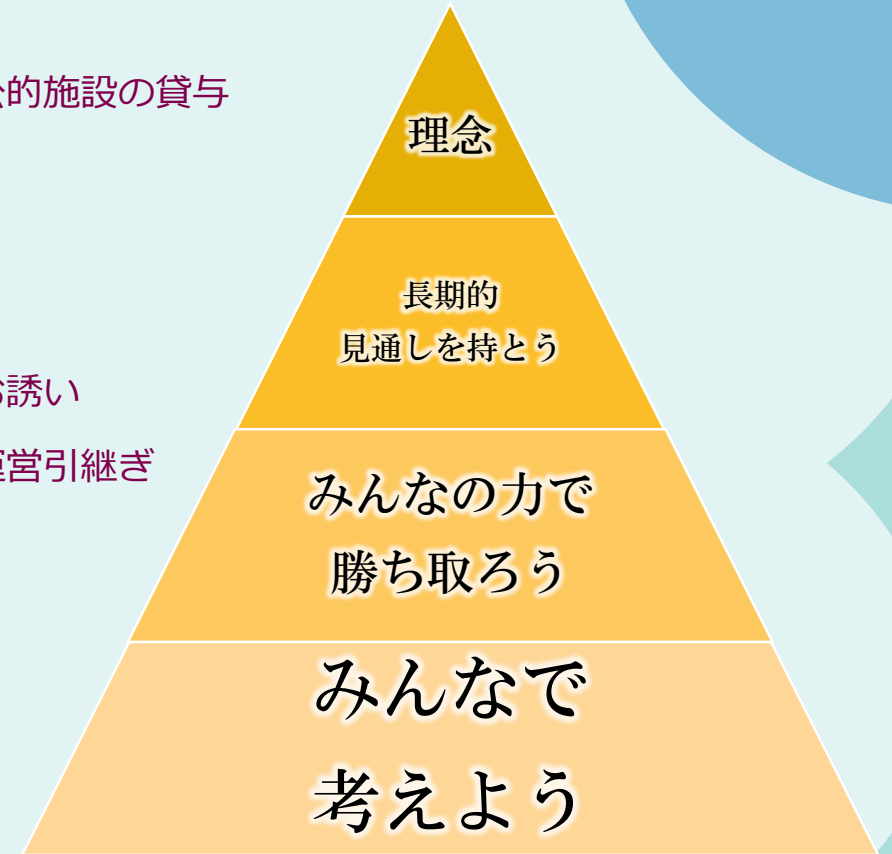 的施設の貸与
理念
長期的
見通しを持とう
誘い
営引継ぎ
みんなの力で
勝ち取ろう
みんなで
考えよう